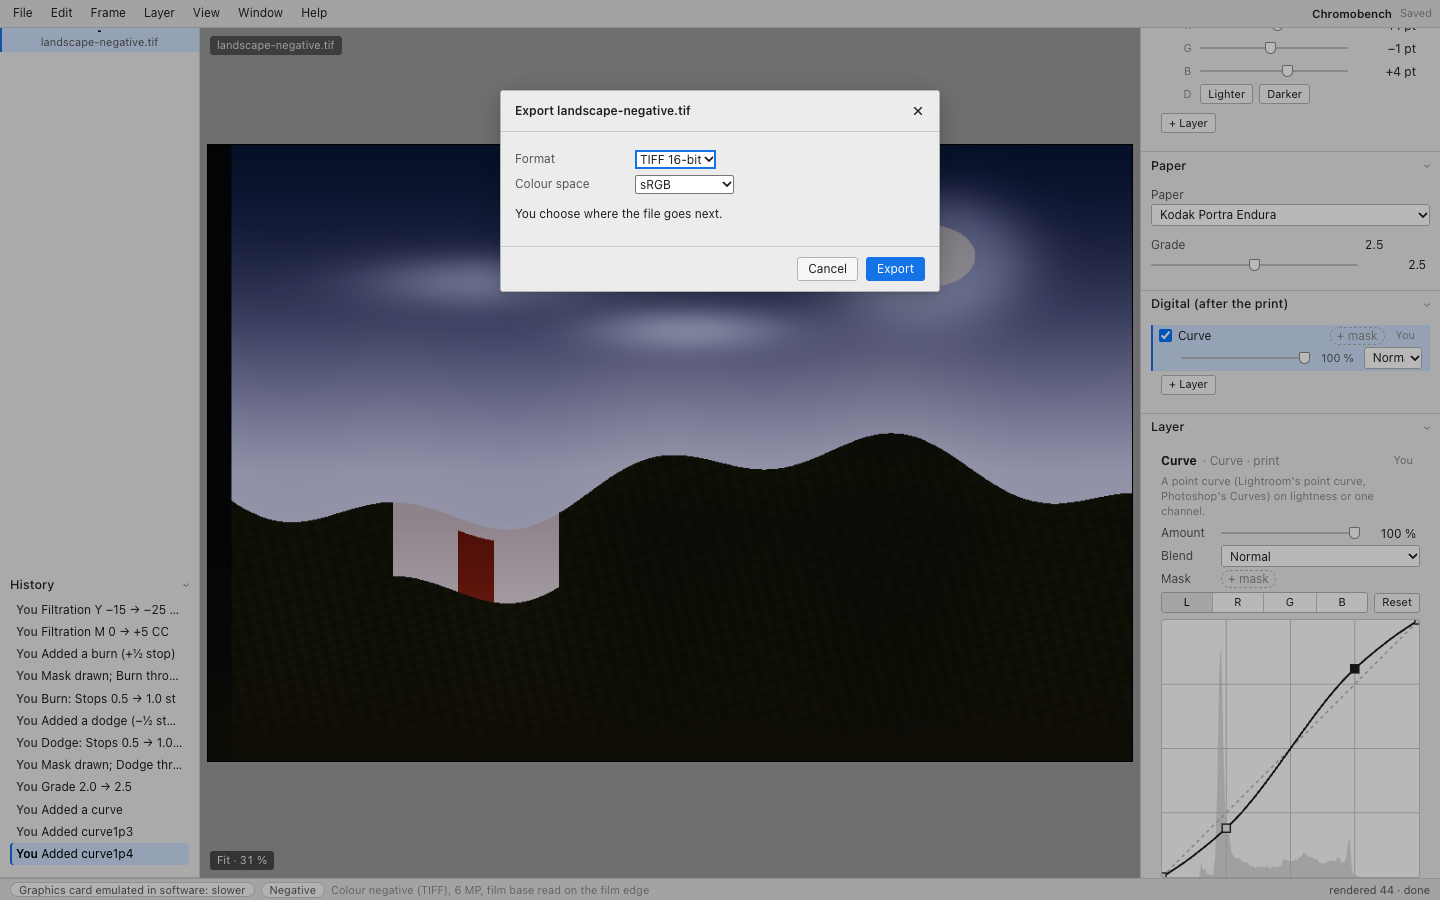 File Edit Frame Layer View Window Help
Chromobench Saved
landscape-negative.tif
landscape-negative.tif
G −1 pt
B +4 pt
D Lighter Darker
+ Layer
Export landscape-negative.tif
Format TIFF 16-bit
Colour space sRGB
You choose where the file goes next.
Cancel Export
Paper
Paper
Kodak Portra Endura
Grade 2.5
2.5
Digital (after the print)
Curve + mask You
100 % Norm
+ Layer
Layer
Curve · Curve · print You
A point curve (Lightroom's point curve,
Photoshop's Curves) on lightness or one
channel.
Amount 100 %
Blend Normal
Mask + mask
L R G B Reset
History
You Filtration Y −15 → −25 ...
You Filtration M 0 → +5 CC
You Added a burn (+½ stop)
You Mask drawn; Burn thro...
You Burn: Stops 0.5 → 1.0 st
You Added a dodge (−½ st...
You Dodge: Stops 0.5 → 1.0...
You Mask drawn; Dodge thr...
You Grade 2.0 → 2.5
You Added a curve
You Added curve1p3
You Added curve1p4
Fit · 31 %
Graphics card emulated in software: slower Negative Colour negative (TIFF), 6 MP, film base read on the film edge
rendered 44 · done